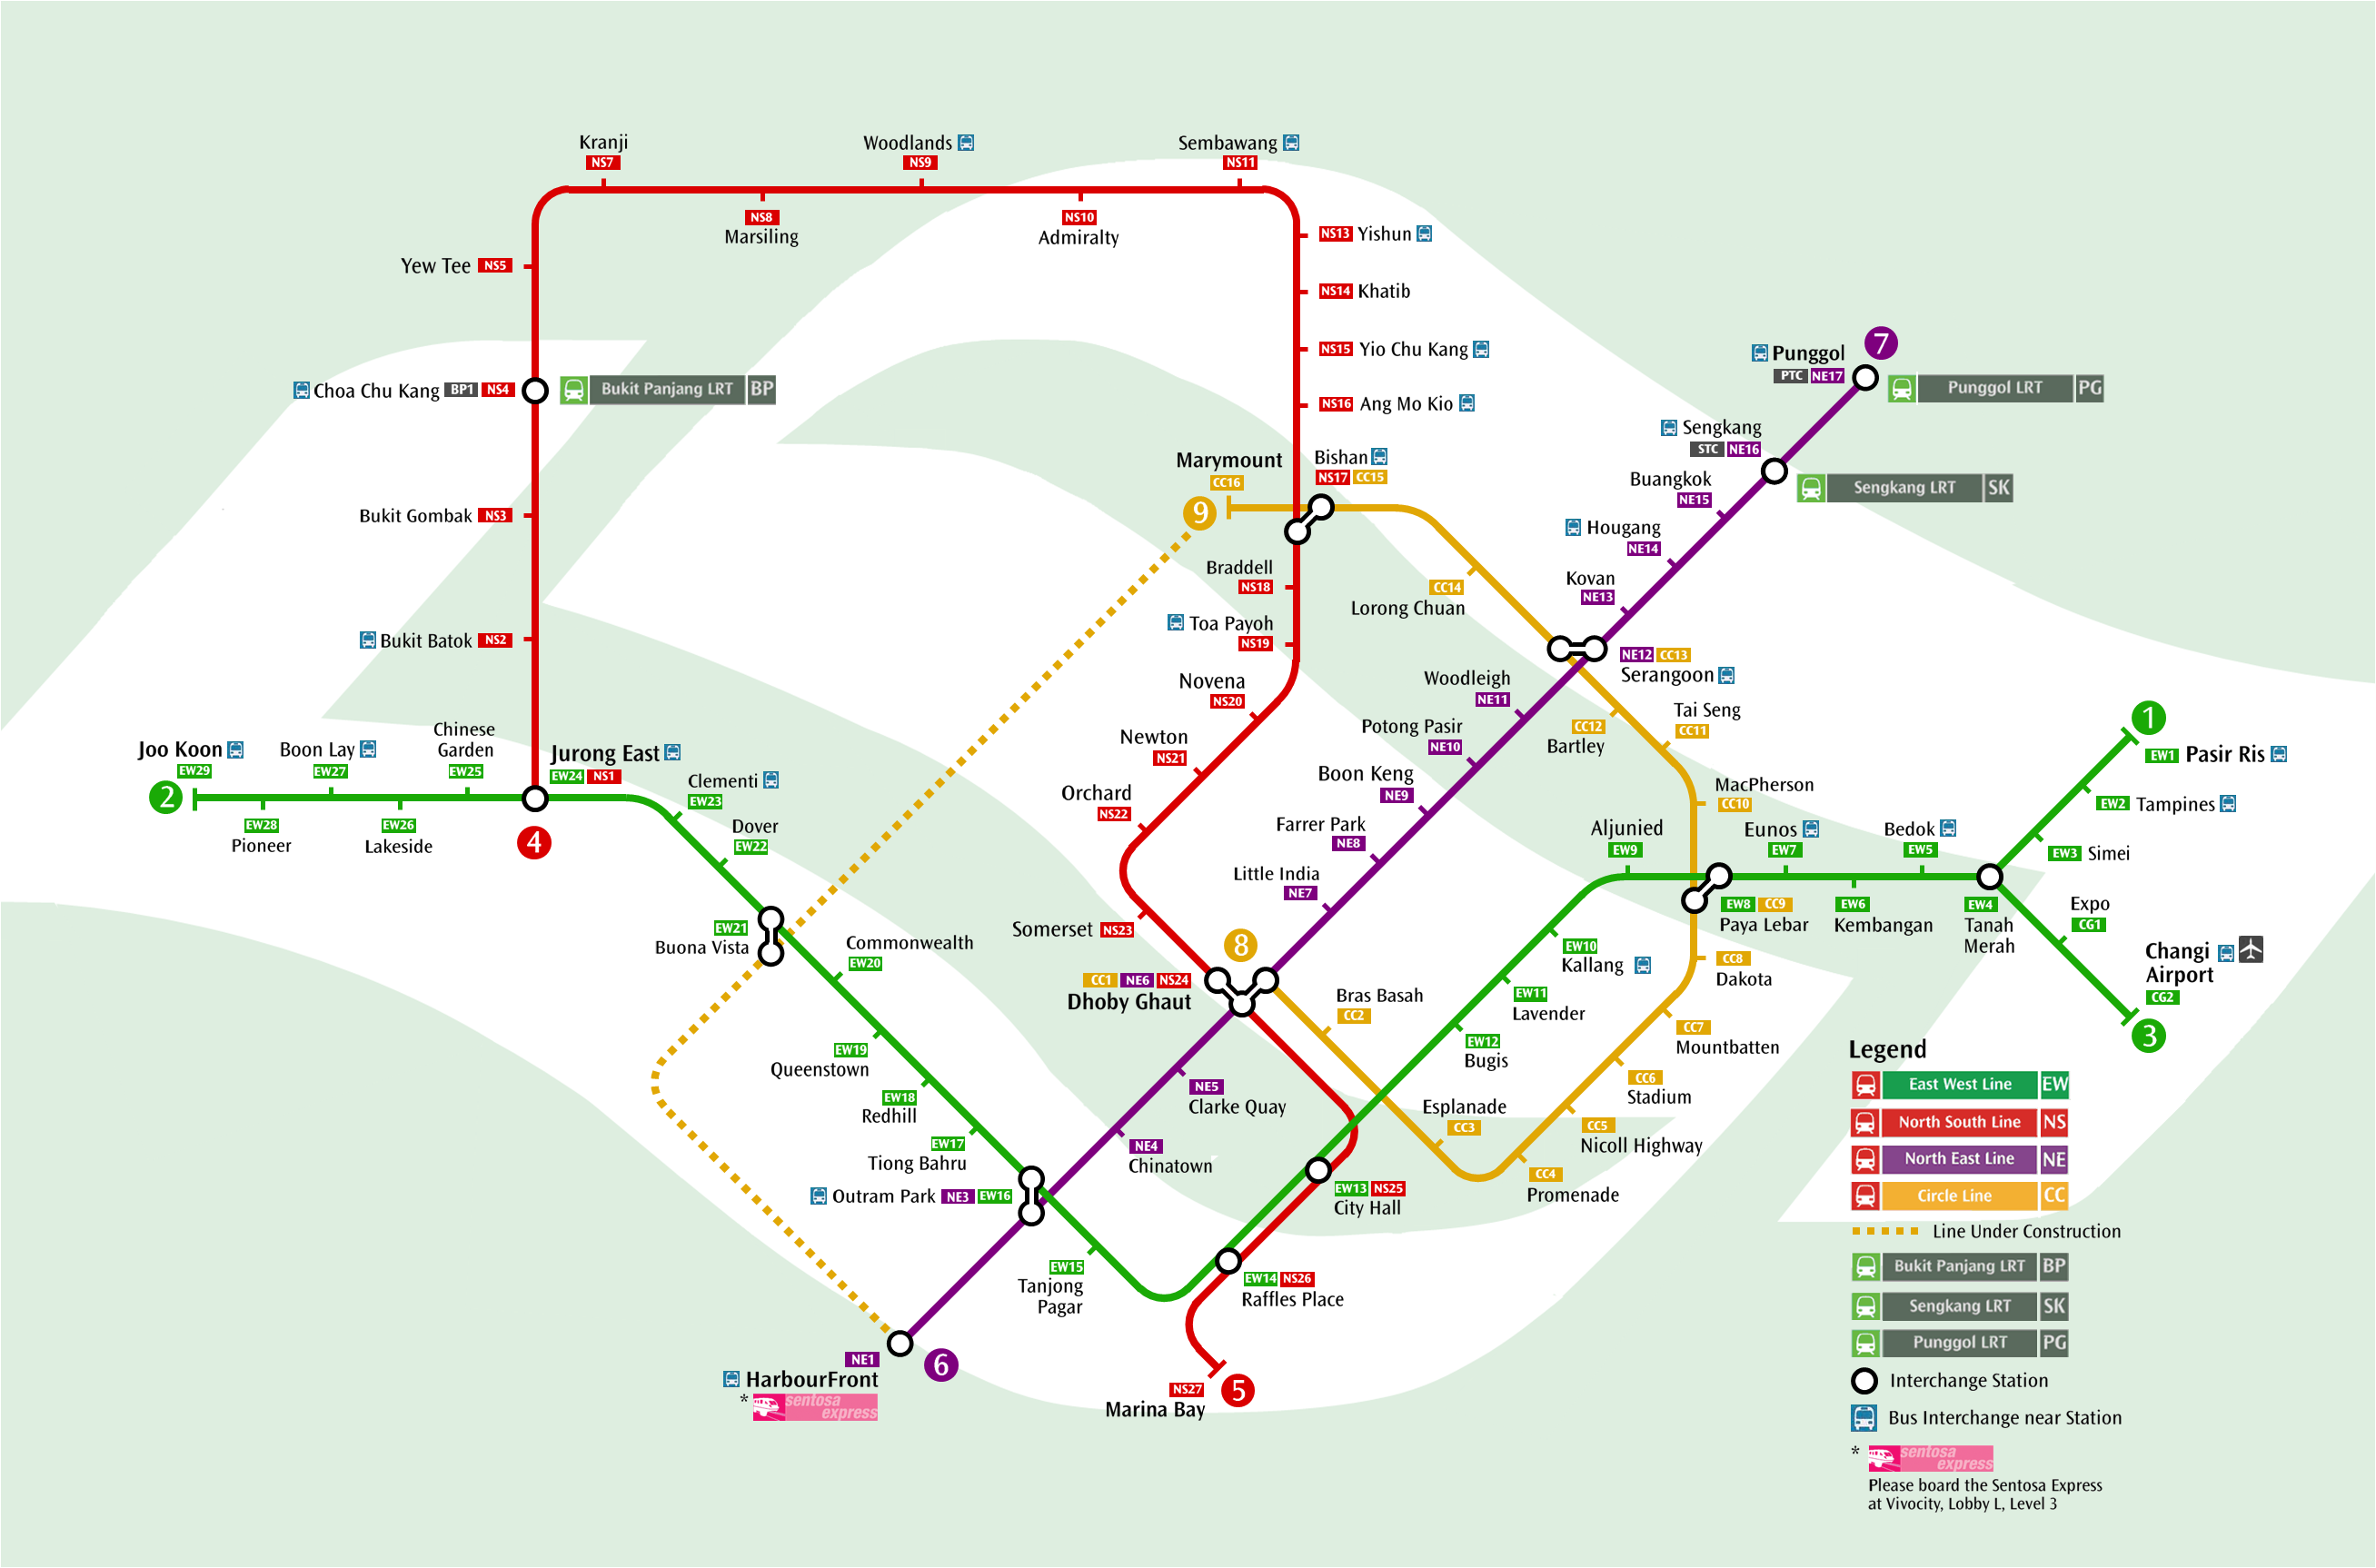 Kranji
NS7
Woodlands
NS9
Sembawang
NS11
NS8
Marsiling
NS10
Admiralty
Yew Tee NS5
NS13 Yishun
NS14 Khatib
NS15 Yio Chu Kang
NS16 Ang Mo Kio
Choa Chu Kang BP1 NS4
Bukit Panjang LRT BP
Bukit Gombak NS3
Bukit Batok NS2
Marymount
CC16
9
Bishan
NS17 CC15
Braddell
NS18
Toa Payoh
NS19
Novena
NS20
Newton
NS21
Orchard
NS22
Somerset NS23
CC14
Lorong Chuan
7
Punggol
PTC NE17
Punggol LRT PG
Sengkang
STC NE16
Sengkang LRT SK
Buangkok
NE15
Hougang
NE14
Kovan
NE13
NE12 CC13
Serangoon
Woodleigh
NE11
Potong Pasir
NE10
Boon Keng
NE9
Farrer Park
NE8
Little India
NE7
CC12
Bartley
Tai Seng
CC11
MacPherson
CC10
Joo Koon
EW29
2
Boon Lay
EW27
Chinese
Garden
EW25
EW28
Pioneer
EW26
Lakeside
Jurong East
EW24 NS1
4
Clementi
EW23
Dover
EW22
EW21
Buona Vista
Commonwealth
EW20
EW19
Queenstown
EW18
Redhill
EW17
Tiong Bahru
Outram Park NE3 EW16
EW15
Tanjong
Pagar
8
CC1 NE6 NS24
Dhoby Ghaut
NE5
Clarke Quay
NE4
Chinatown
NE1
HarbourFront
6
*
sentosa
express
EW13 NS25
City Hall
EW14 NS26
Raffles Place
NS27
Marina Bay
5
Bras Basah
CC2
Esplanade
CC3
CC4
Promenade
CC5
Nicoll Highway
CC6
Stadium
CC7
Mountbatten
CC8
Dakota
EW12
Bugis
EW11
Lavender
EW10
Kallang
Aljunied
EW9
EW8 CC9
Paya Lebar
Eunos
EW7
EW6
Kembangan
Bedok
EW5
EW4
Tanah
Merah
1
EW1 Pasir Ris
EW2 Tampines
EW3 Simei
Expo
CG1
Changi
Airport
CG2
3
Legend
East West Line EW
North South Line NS
North East Line NE
Circle Line CC
Line Under Construction
Bukit Panjang LRT BP
Sengkang LRT SK
Punggol LRT PG
Interchange Station
Bus Interchange near Station
*
sentosa
express
Please board the Sentosa Express
at Vivocity, Lobby L, Level 3